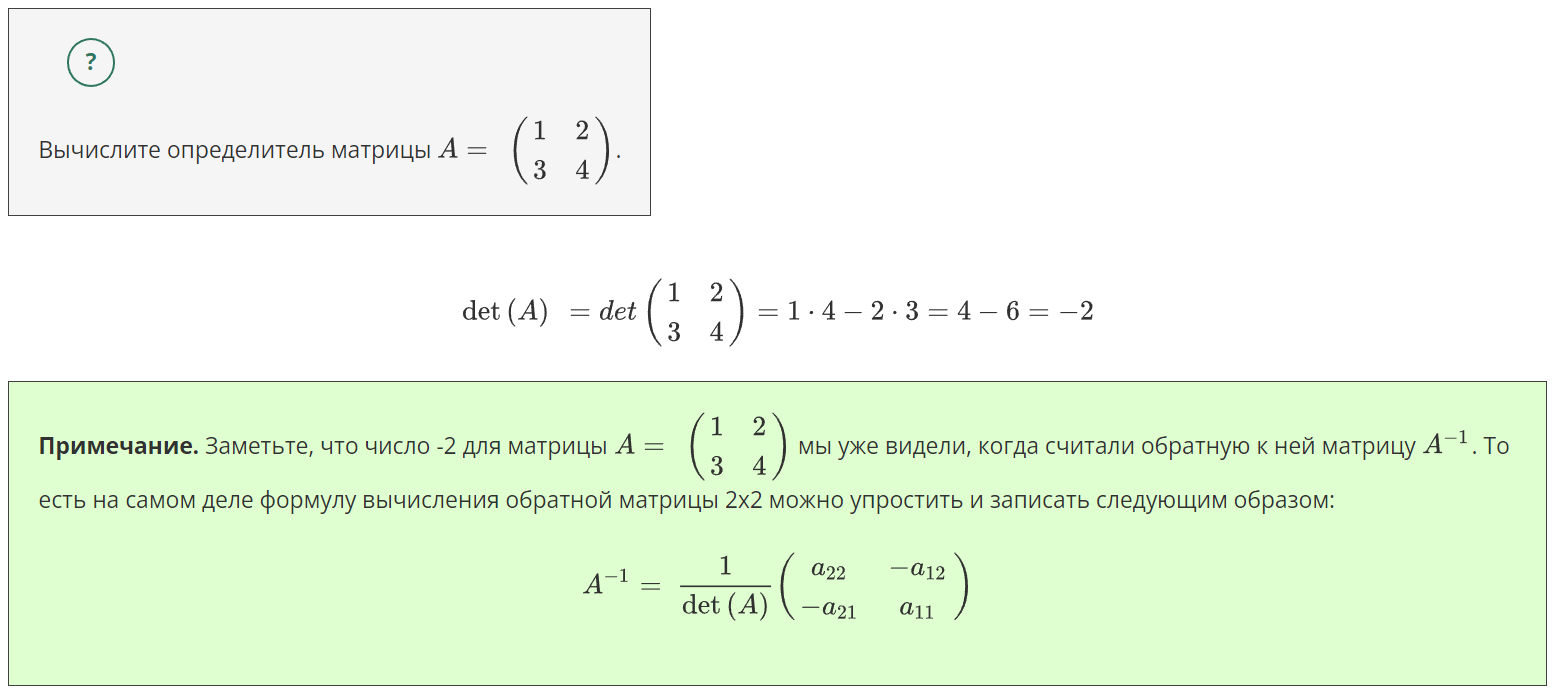 ?
Вычислите определитель матрицы $A = \begin{pmatrix} 1 & 2 \\ 3 & 4 \end{pmatrix}$.
$\det(A) = det \begin{pmatrix} 1 & 2 \\ 3 & 4 \end{pmatrix} = 1 \cdot 4 - 2 \cdot 3 = 4 - 6 = -2$
Примечание. Заметьте, что число -2 для матрицы $A = \begin{pmatrix} 1 & 2 \\ 3 & 4 \end{pmatrix}$ мы уже видели, когда считали обратную к ней матрицу $A^{-1}$. То
есть на самом деле формулу вычисления обратной матрицы 2x2 можно упростить и записать следующим образом:
$A^{-1} = \frac{1}{\det(A)} \begin{pmatrix} a_{22} & -a_{12} \\ -a_{21} & a_{11} \end{pmatrix}$